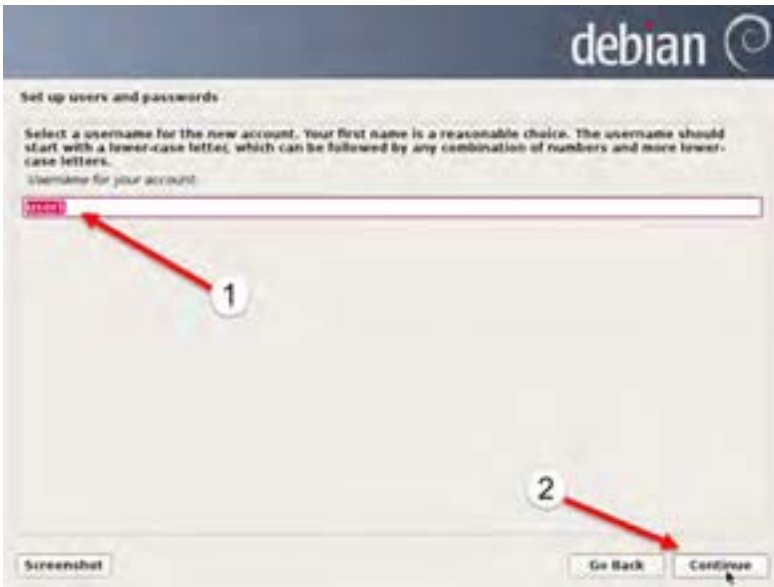 debian
Set up users and passwords
Select a username for the new account. Your first name is a reasonable choice. The username should
start with a lower-case letter, which can be followed by any combination of numbers and more lower-
case letters.
Username for your account:
user1
1
2
Screenshot
Go Back
Continue